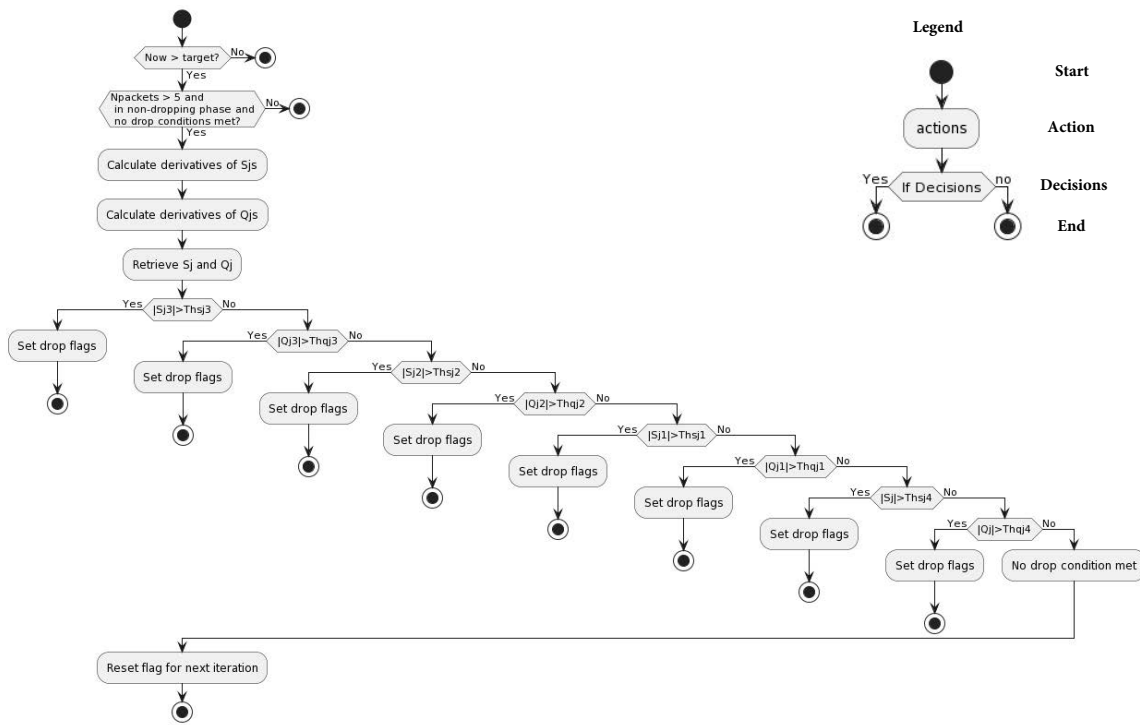 Now > target?
No
Yes
Npackets > 5 and
in non-dropping phase and
no drop conditions met?
No
Yes
Calculate derivatives of Sjs
Calculate derivatives of Qjs
Retrieve Sj and Qj
Yes
|Sj3|>Thsj3
No
Set drop flags
Yes
|Qj3|>Thqj3
No
Set drop flags
Yes
|Sj2|>Thsj2
No
Set drop flags
Yes
|Qj2|>Thqj2
No
Set drop flags
Yes
|Sj1|>Thsj1
No
Set drop flags
Yes
|Qj1|>Thqj1
No
Set drop flags
Yes
|Sj|>Thsj4
No
Set drop flags
Yes
|Qj|>Thqj4
No
Set drop flags
No drop condition met
Reset flag for next iteration
Legend
Start
actions
Action
Yes
If Decisions
no
Decisions
End